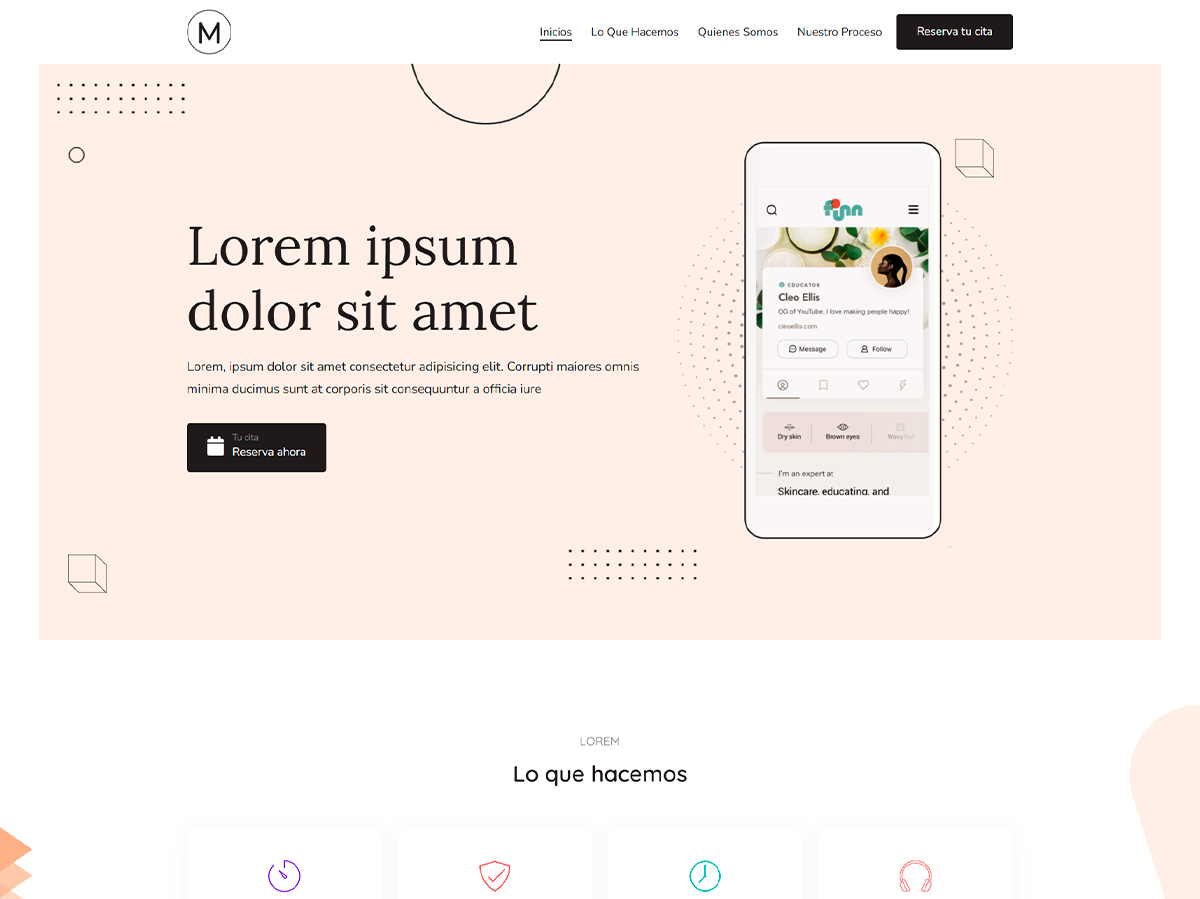 M
Inicios
Lo Que Hacemos
Quienes Somos
Nuestro Proceso
Reserva tu cita
Lorem ipsum
dolor sit amet
Lorem, ipsum dolor sit amet consectetur adipisicing elit. Corrupti maiores omnis
minima ducimus sunt at corporis sit consequuntur a officia iure
Tu cita
Reserva ahora
finn
EDUCATOR
Cleo Ellis
OG of YouTube. I love making people happy!
cleoellis.com
Message
Follow
Dry skin
Brown eyes
Wavy hair
I'm an expert at
Skincare, educating, and
LOREM
Lo que hacemos